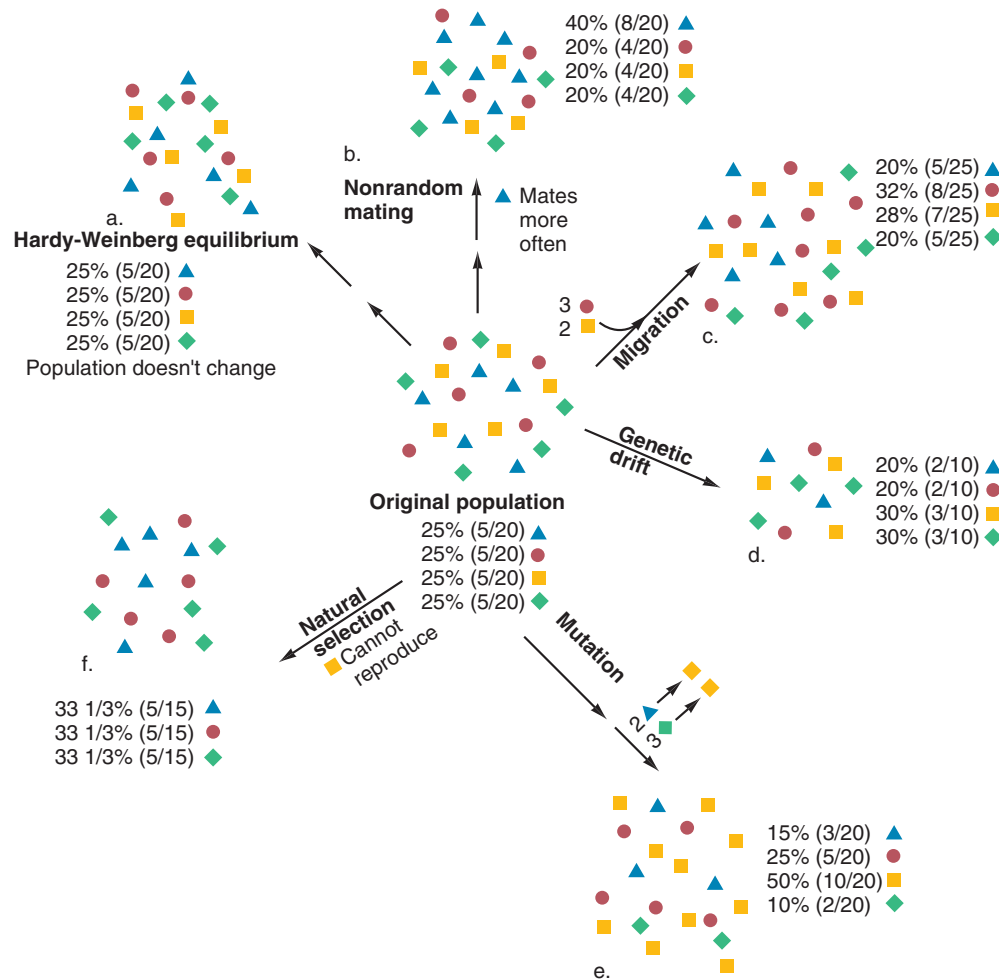 40% (8/20)
20% (4/20)
20% (4/20)
20% (4/20)
b.
Nonrandom
mating
Mates
more
often
a.
Hardy-Weinberg equilibrium
25% (5/20)
25% (5/20)
25% (5/20)
25% (5/20)
Population doesn't change
20% (5/25)
32% (8/25)
28% (7/25)
20% (5/25)
3
2
Migration
c.
Genetic
drift
20% (2/10)
20% (2/10)
30% (3/10)
30% (3/10)
d.
Original population
25% (5/20)
25% (5/20)
25% (5/20)
25% (5/20)
Natural
selection
Cannot
reproduce
f.
33 1/3% (5/15)
33 1/3% (5/15)
33 1/3% (5/15)
Mutation
2
3
15% (3/20)
25% (5/20)
50% (10/20)
10% (2/20)
e.